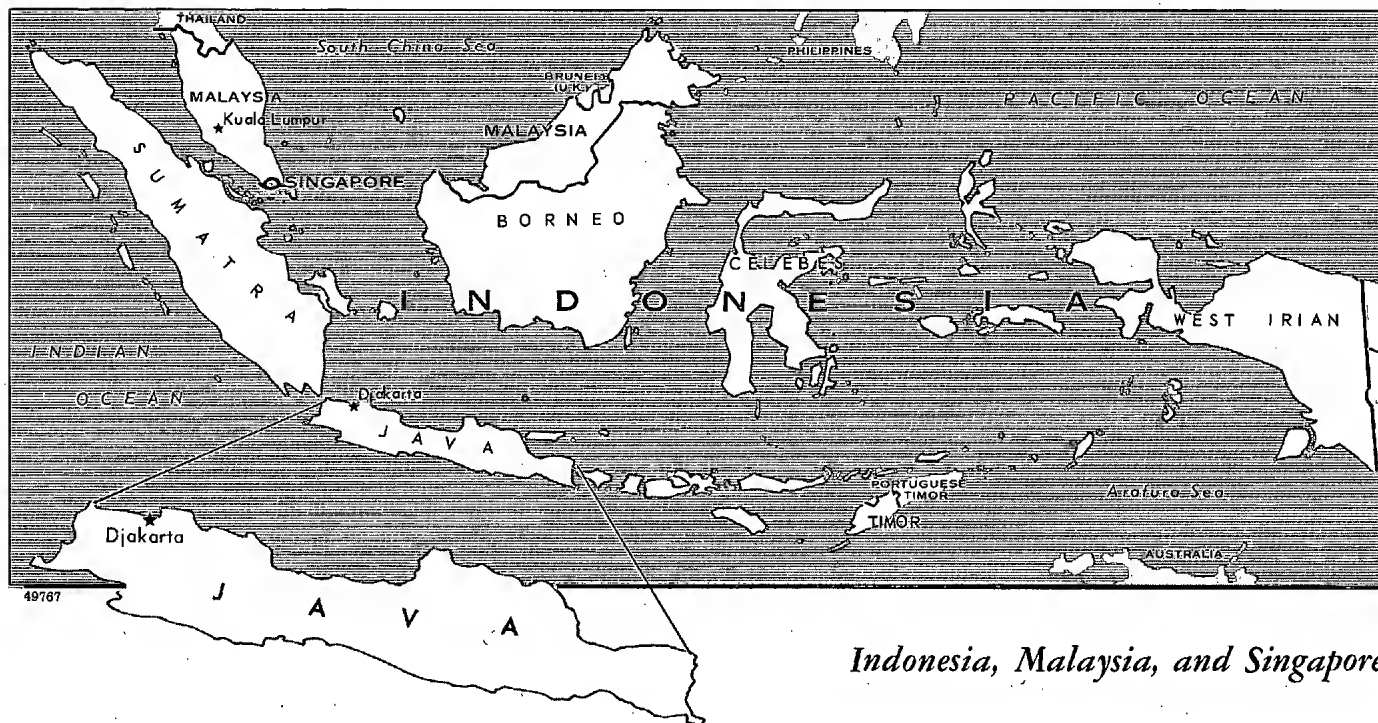 THAILAND
South China Sea
PHILIPPINES
BRUNEI
(U.K.)
PACIFIC OCEAN
MALAYSIA
Kuala Lumpur
MALAYSIA
SINGAPORE
SUMATRA
BORNEO
CELEBES
INDONESIA
WEST IRIAN
INDIAN
OCEAN
Djakarta
JAVA
PORTUGUESE
TIMOR
TIMOR
Arafura Sea
AUSTRALIA
Djakarta
JAVA
49767
Indonesia, Malaysia, and Singapore